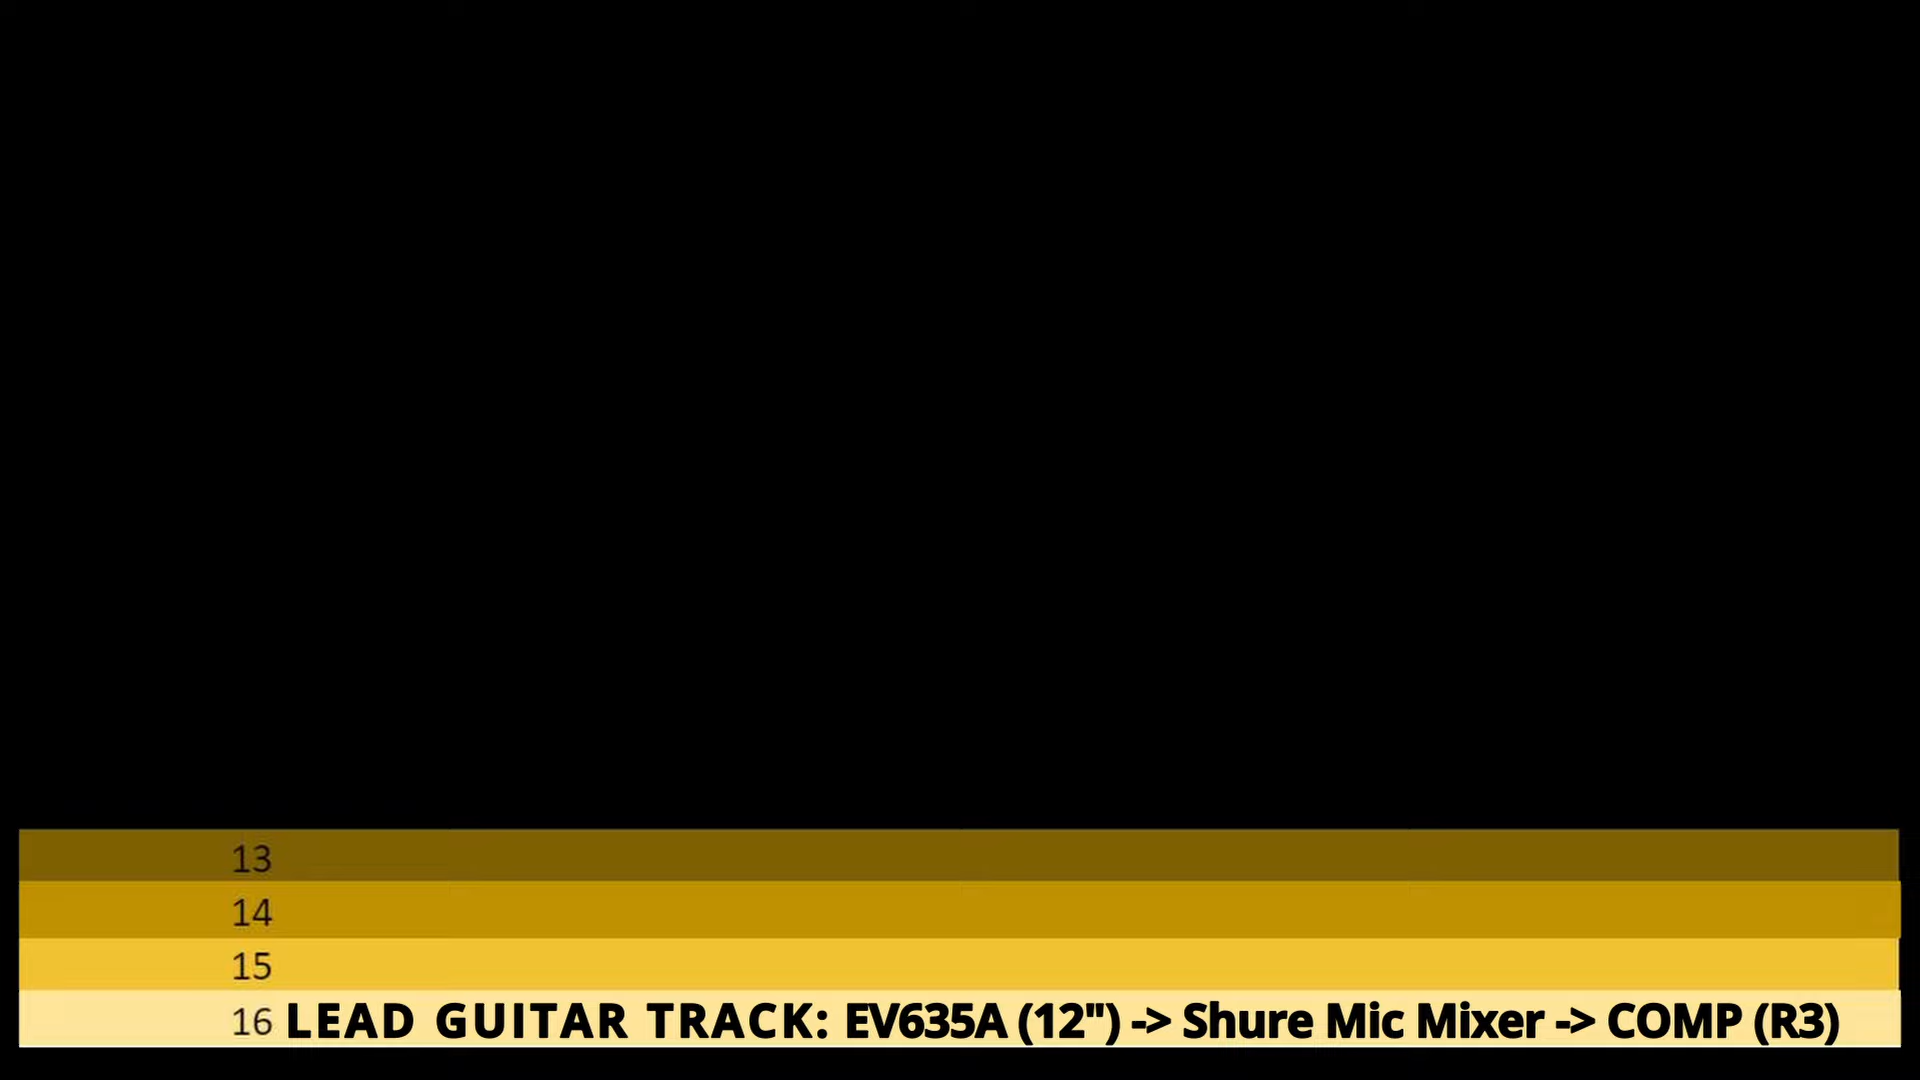 13
14
15
16 LEAD GUITAR TRACK: EV635A (12") -> Shure Mic Mixer -> COMP (R3)